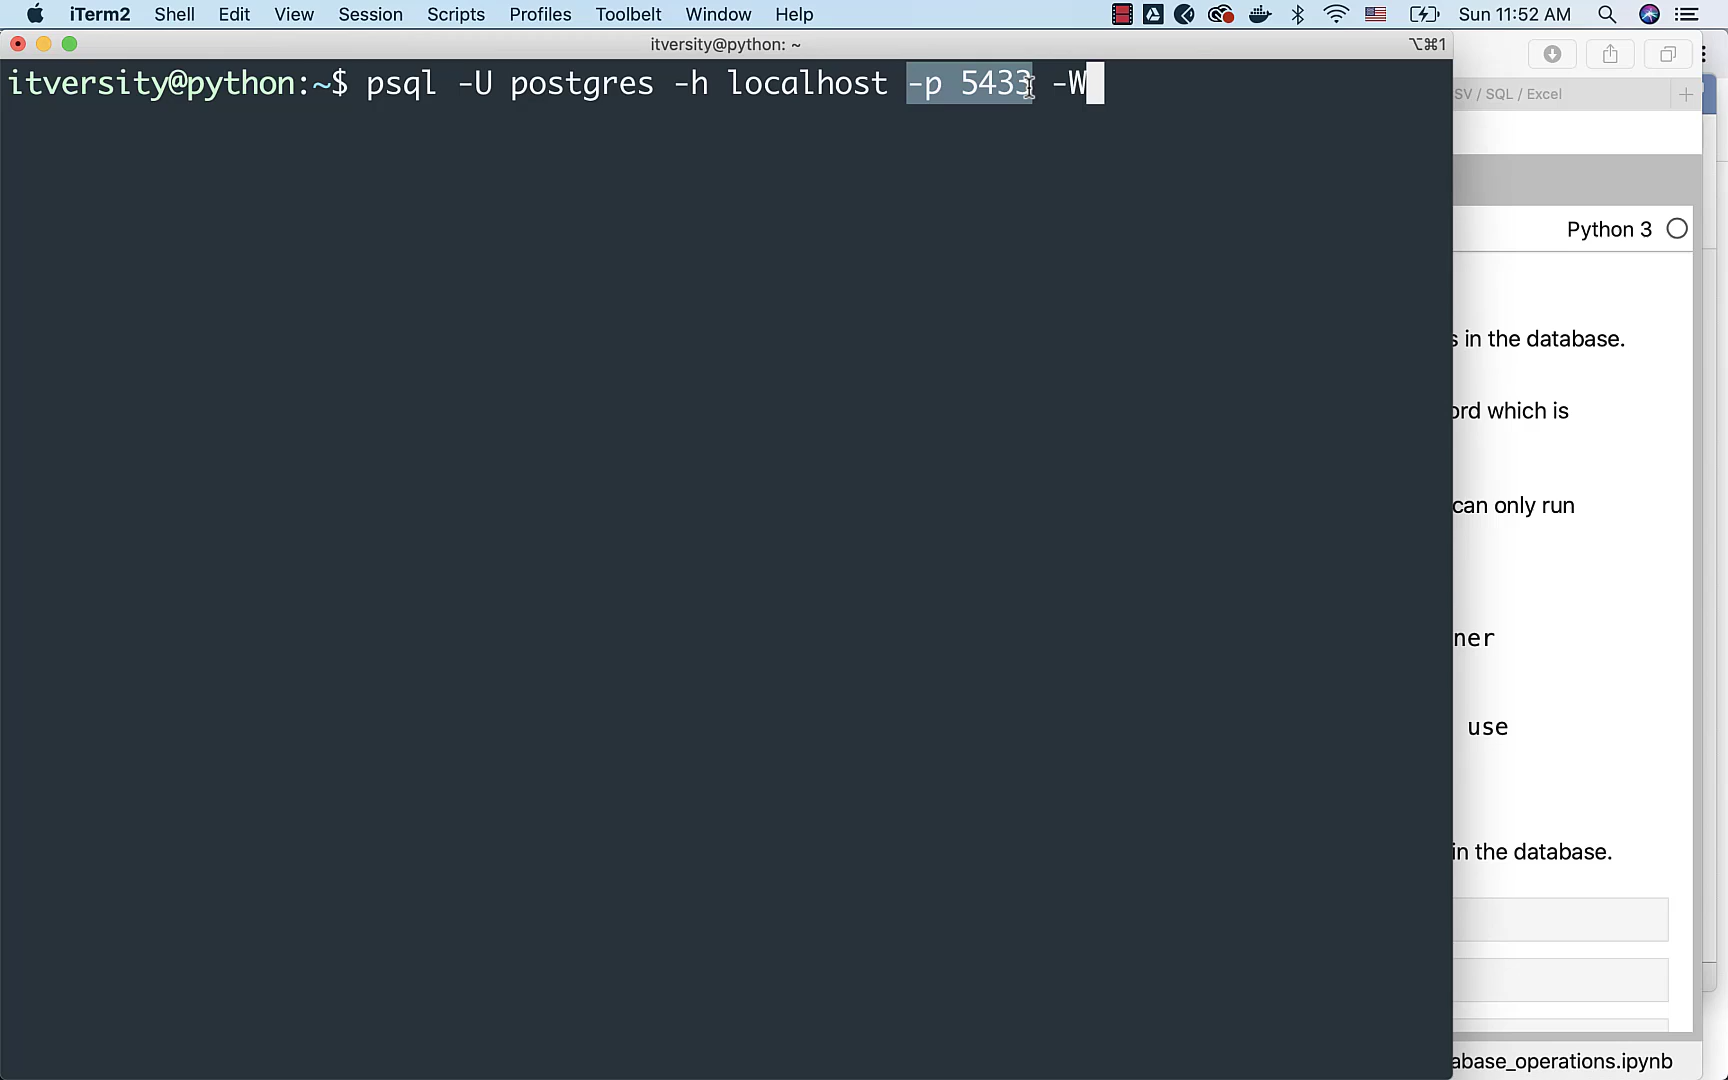 iTerm2 Shell Edit View Session Scripts Profiles Toolbelt Window Help Sun 11:52 AM
itversity@python: ~ ⌥⌘1
itversity@python:~$ psql -U postgres -h localhost -p 5433 -W
SV / SQL / Excel
Python 3
s in the database.
ord which is
can only run
ner
use
in the database.
abase_operations.ipynb